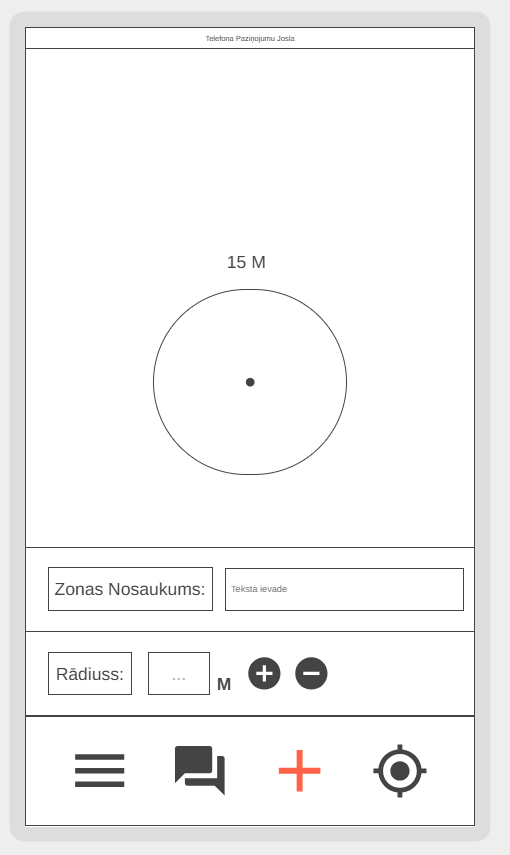 Telefona Paziņojumu Josla
15 M
Zonas Nosaukums:
Teksta ievade
Rādiuss:
...
M